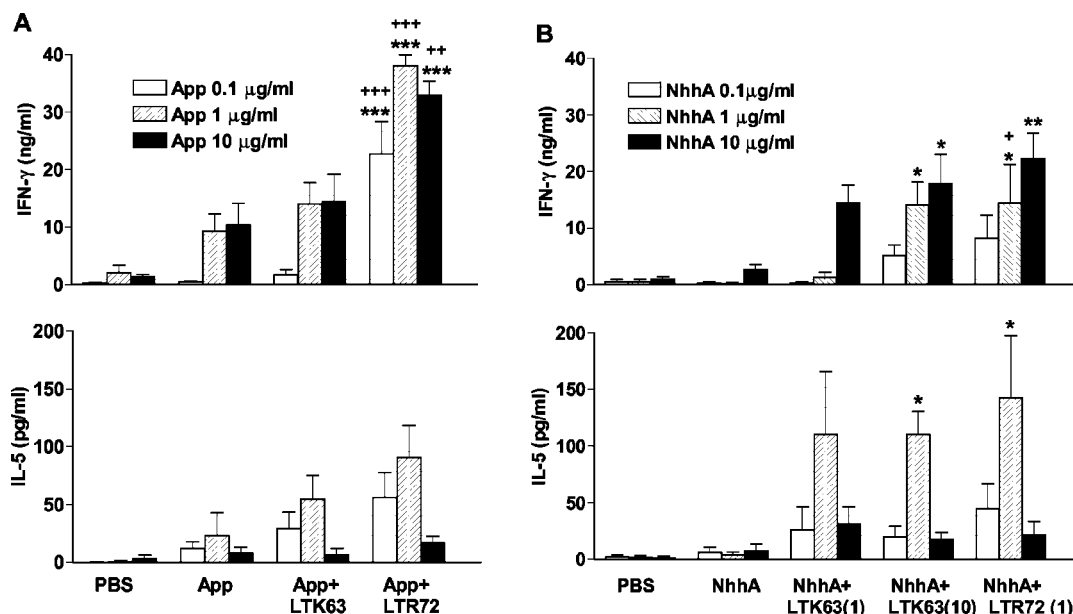 A
+++
***
++
***
+++
***
IFN-γ (ng/ml)
40
30
20
10
0
App 0.1 μg/ml
App 1 μg/ml
App 10 μg/ml
IL-5 (pg/ml)
200
150
100
50
0
PBS
App
App+
LTK63
App+
LTR72
B
IFN-γ (ng/ml)
40
30
20
10
0
NhhA 0.1μg/ml
NhhA 1 μg/ml
NhhA 10 μg/ml
*
*
+
*
**
IL-5 (pg/ml)
200
150
100
50
0
*
*
PBS
NhhA
NhhA+
LTK63(1)
NhhA+
LTK63(10)
NhhA+
LTR72 (1)